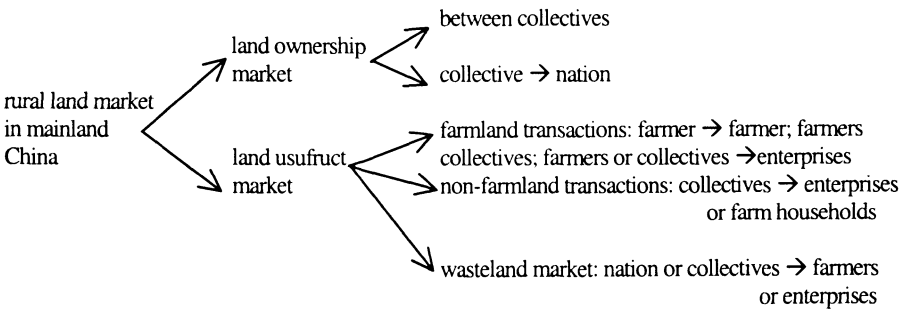 between collectives
land ownership
market
collective → nation
rural land market
in mainland
China
farmland transactions: farmer → farmer; farmers
collectives; farmers or collectives →enterprises
land usufruct
market
non-farmland transactions: collectives → enterprises
or farm households
wasteland market: nation or collectives → farmers
or enterprises